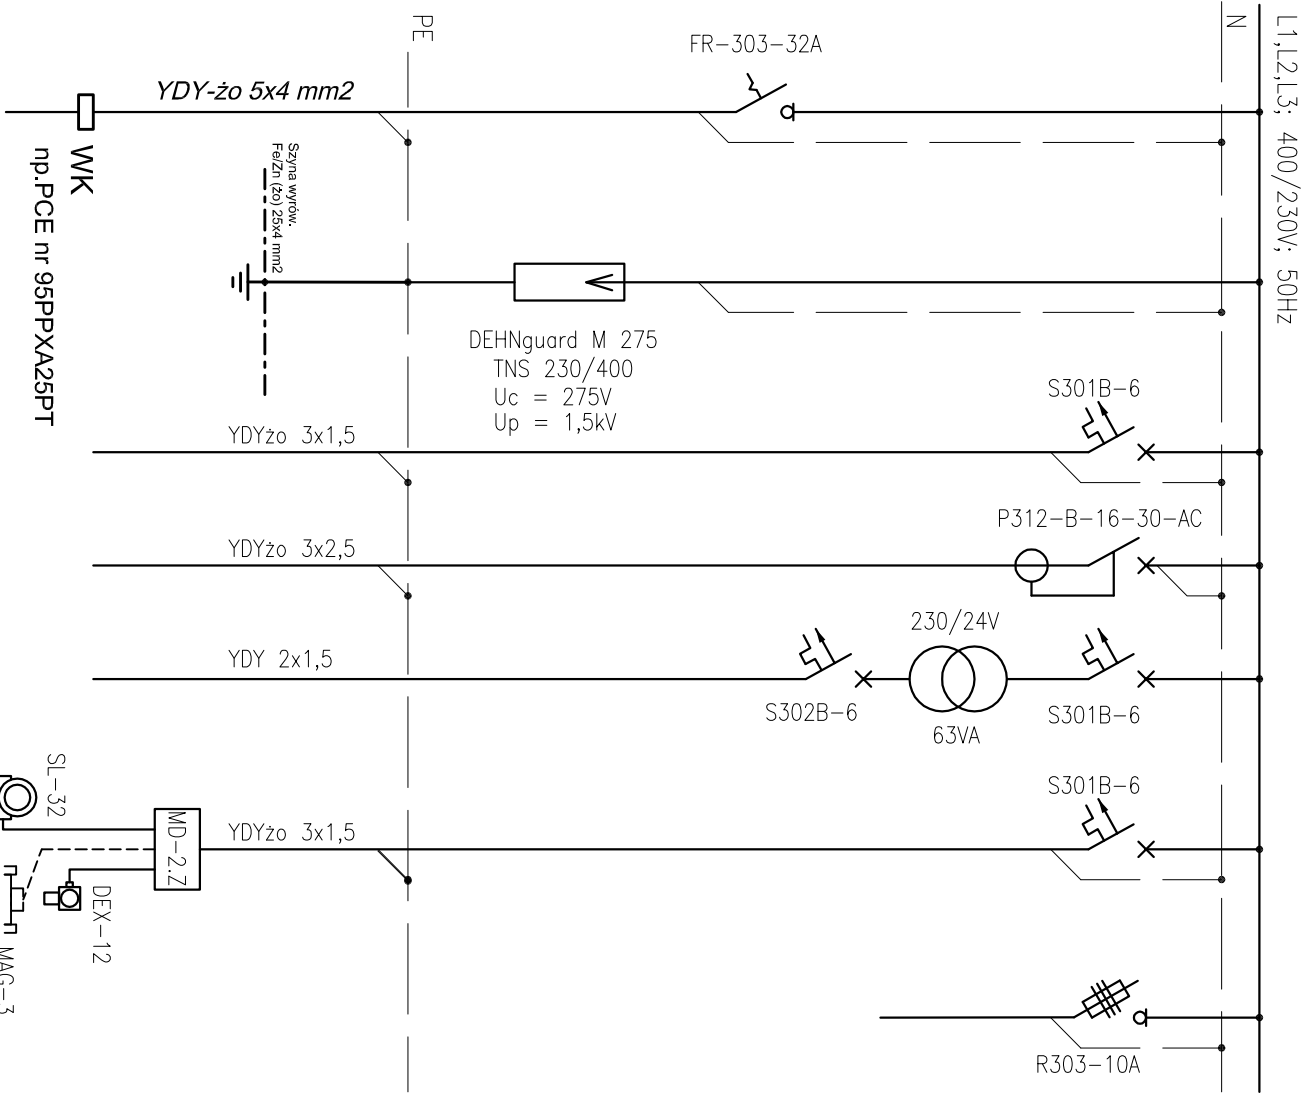 L1,L2,L3; 400/230V; 50Hz
N
PE
FR-303-32A
YDY-żo 5x4 mm2
WK
np.PCE nr 95PPXA25PT
Szyna wyrów.
Fe/Zn (żo) 25x4 mm2
DEHNguard M 275
TNS 230/400
Uc = 275V
Up = 1,5kV
S301B-6
YDYżo 3x1,5
P312-B-16-30-AC
YDYżo 3x2,5
230/24V
63VA
YDY 2x1,5
S302B-6
S301B-6
S301B-6
YDYżo 3x1,5
MD-2.Z
SL-32
DEX-12
MAG-3
R303-10A